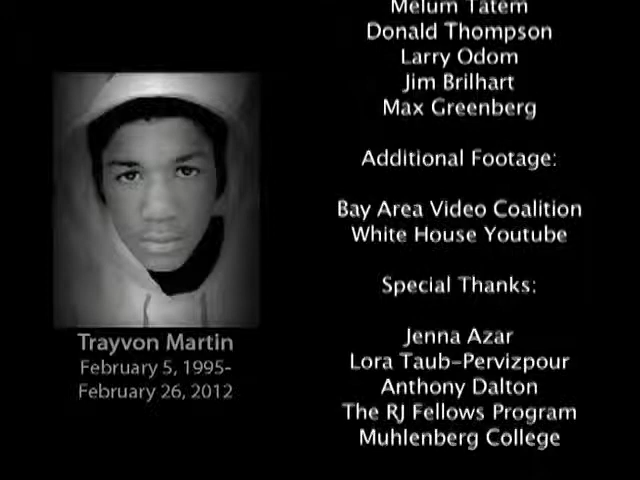 Melum Tatem
Donald Thompson
Larry Odom
Jim Brilhart
Max Greenberg
Additional Footage:
Bay Area Video Coalition
White House Youtube
Special Thanks:
Jenna Azar
Lora Taub-Pervizpour
Anthony Dalton
The RJ Fellows Program
Muhlenberg College
Trayvon Martin
February 5, 1995-
February 26, 2012